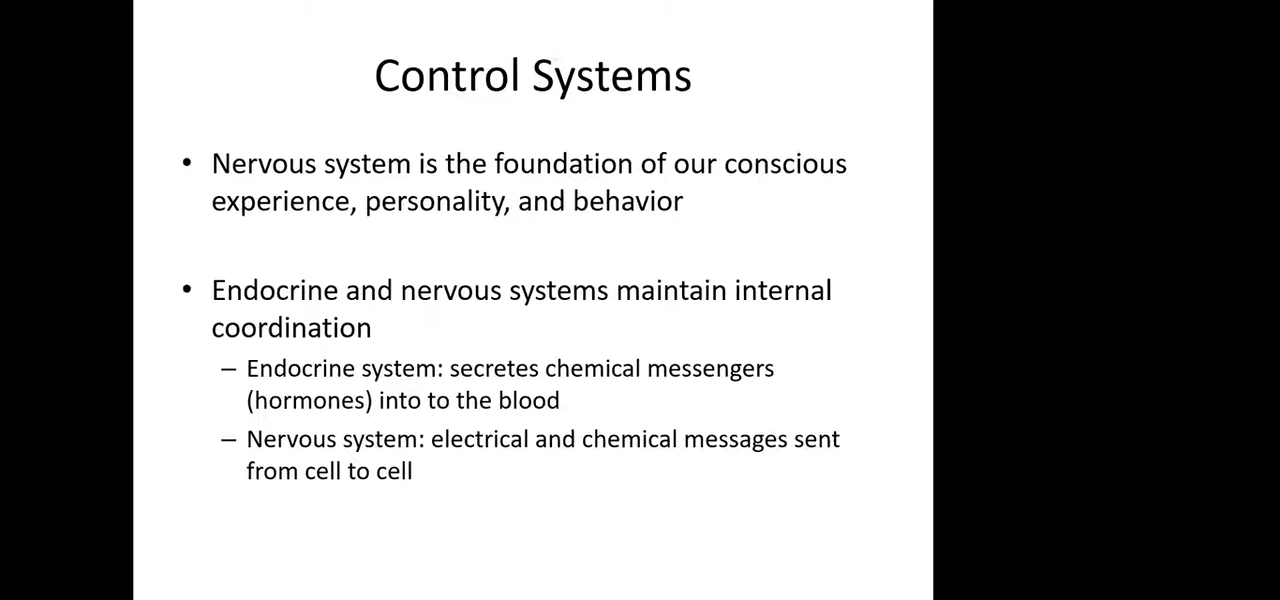 Control Systems
• Nervous system is the foundation of our conscious
experience, personality, and behavior
• Endocrine and nervous systems maintain internal
coordination
– Endocrine system: secretes chemical messengers
(hormones) into to the blood
– Nervous system: electrical and chemical messages sent
from cell to cell